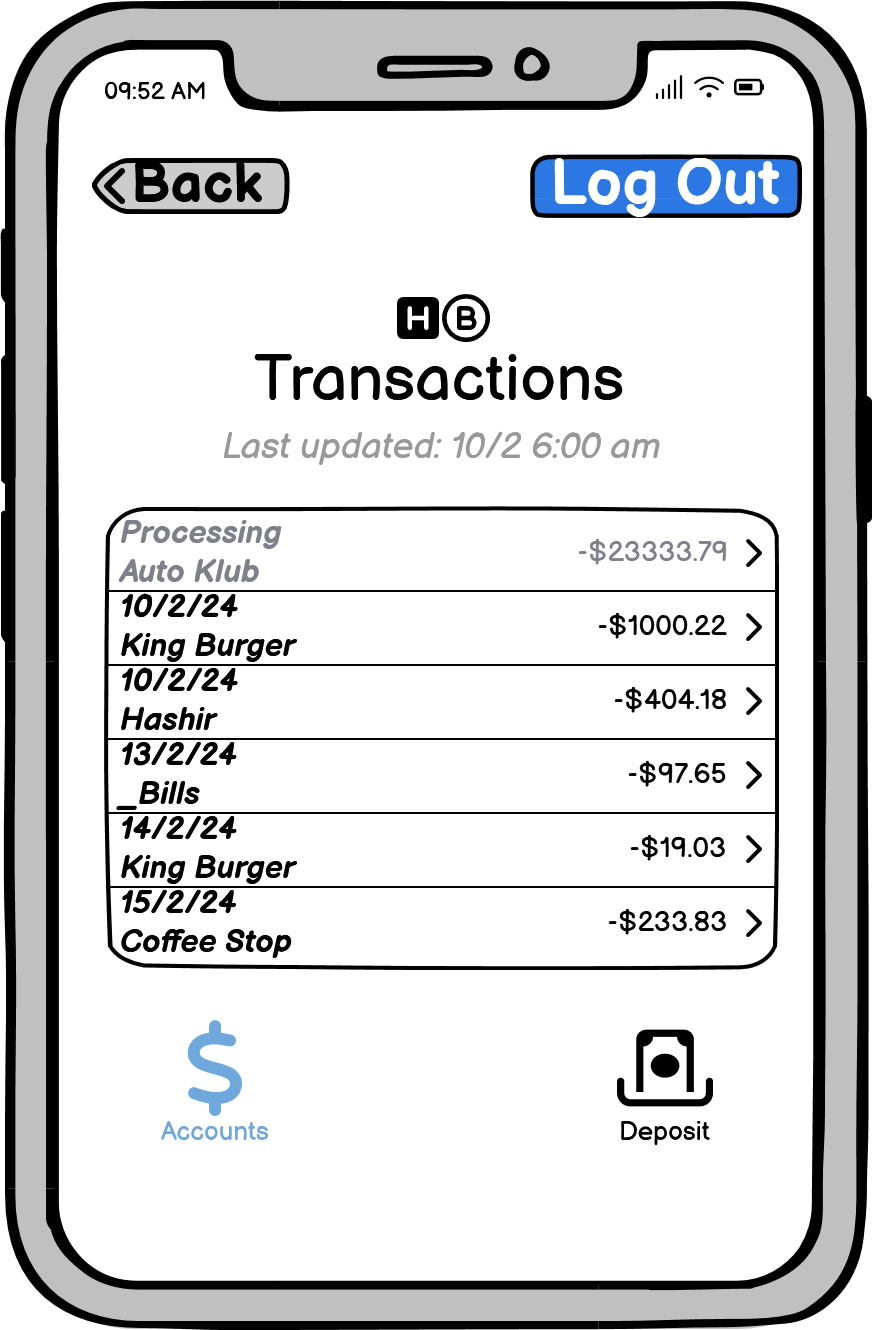 09:52 AM
Back
Log Out
H B
Transactions
Last updated: 10/2 6:00 am
Processing
Auto Klub
-$23333.79
10/2/24
King Burger
-$1000.22
10/2/24
Hashir
-$404.18
13/2/24
_Bills
-$97.65
14/2/24
King Burger
-$19.03
15/2/24
Coffee Stop
-$233.83
$
Accounts
Deposit